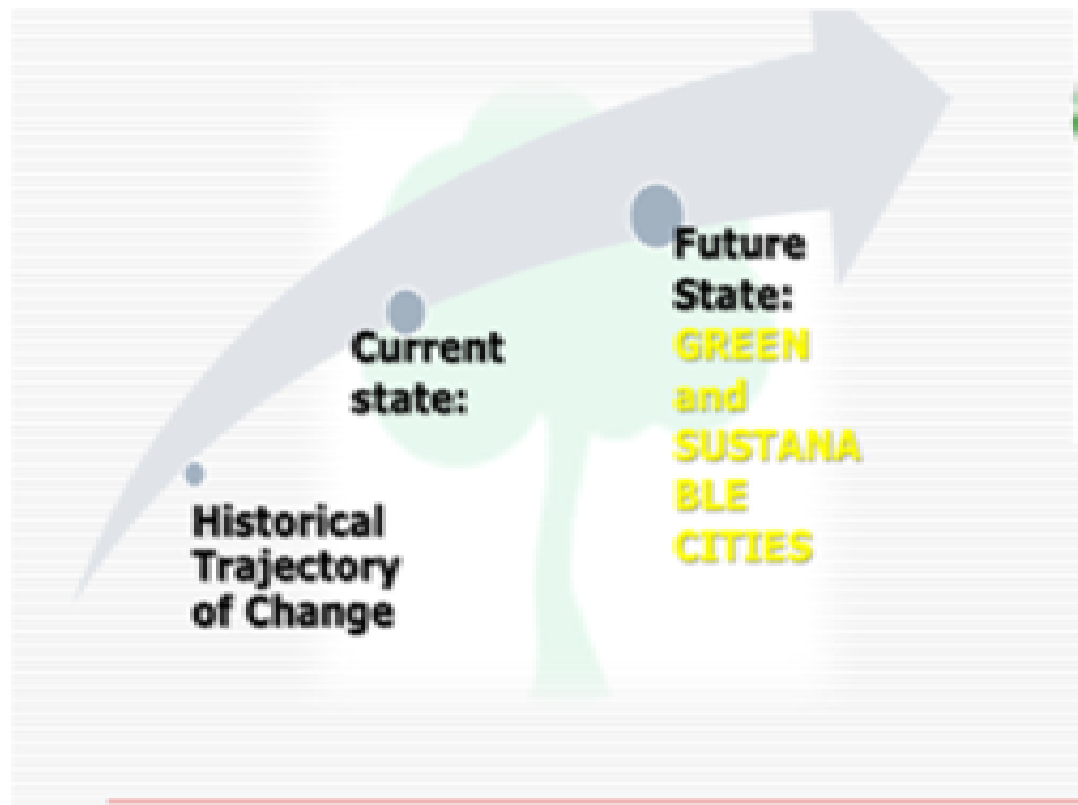 Historical
Trajectory
of Change
Current
state:
Future
State:
GREEN
and
SUSTANA
BLE
CITIES